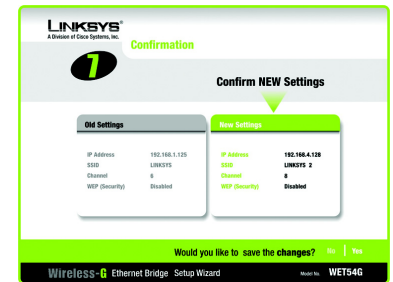 LINKSYS®
A Division of Cisco Systems, Inc.
Confirmation
7
Confirm NEW Settings
Old Settings
IP Address 192.168.1.125
SSID LINKSYS
Channel 6
WEP (Security) Disabled
New Settings
IP Address 192.168.4.128
SSID LINKSYS 2
Channel 8
WEP (Security) Disabled
Would you like to save the changes? No Yes
Wireless-G Ethernet Bridge Setup Wizard Model No. WET54G